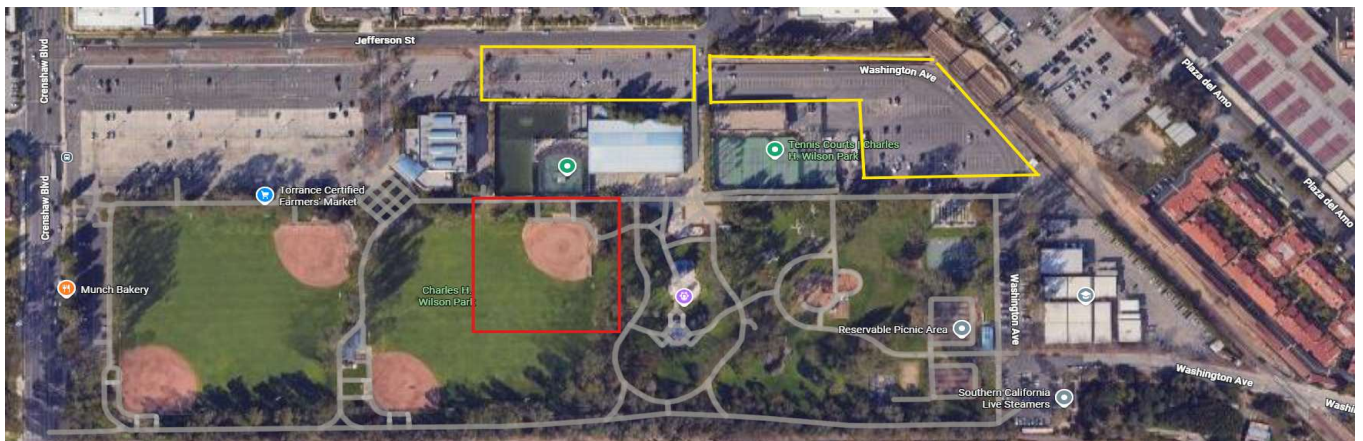 Jefferson St
Crenshaw Blvd
Washington Ave
Plaza del Amo
Tennis Courts | Charles
H. Wilson Park
Torrance Certified
Farmers' Market
Crenshaw Blvd
Plaza del Amo
Munch Bakery
Charles H.
Wilson Park
Washington Ave
Reservable Picnic Area
Washington Ave
Southern California
Live Steamers